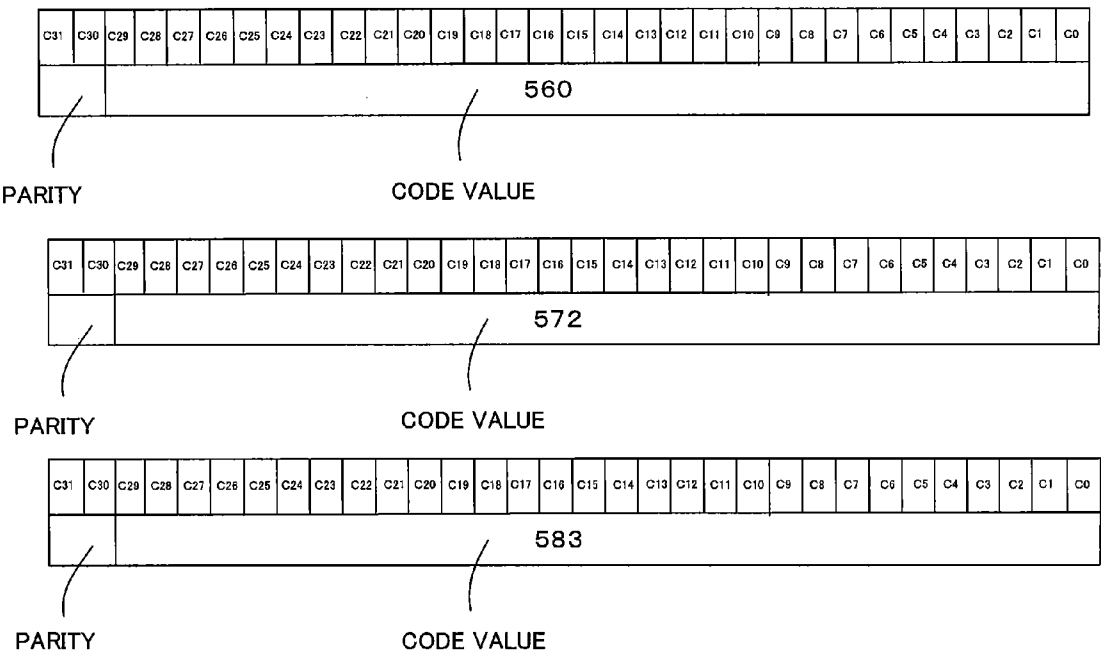 C31 C30 C29 C28 C27 C26 C25 C24 C23 C22 C21 C20 C19 C18 C17 C16 C15 C14 C13 C12 C11 C10 C9 C8 C7 C6 C5 C4 C3 C2 C1 C0
560
PARITY CODE VALUE
C31 C30 C29 C28 C27 C26 C25 C24 C23 C22 C21 C20 C19 C18 C17 C16 C15 C14 C13 C12 C11 C10 C9 C8 C7 C6 C5 C4 C3 C2 C1 C0
572
PARITY CODE VALUE
C31 C30 C29 C28 C27 C26 C25 C24 C23 C22 C21 C20 C19 C18 C17 C16 C15 C14 C13 C12 C11 C10 C9 C8 C7 C6 C5 C4 C3 C2 C1 C0
583
PARITY CODE VALUE